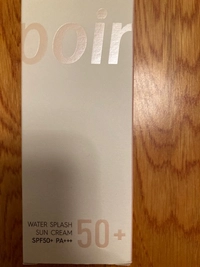 poir
WATER SPLASH
SUN CREAM
SPF50+ PA+++
50+